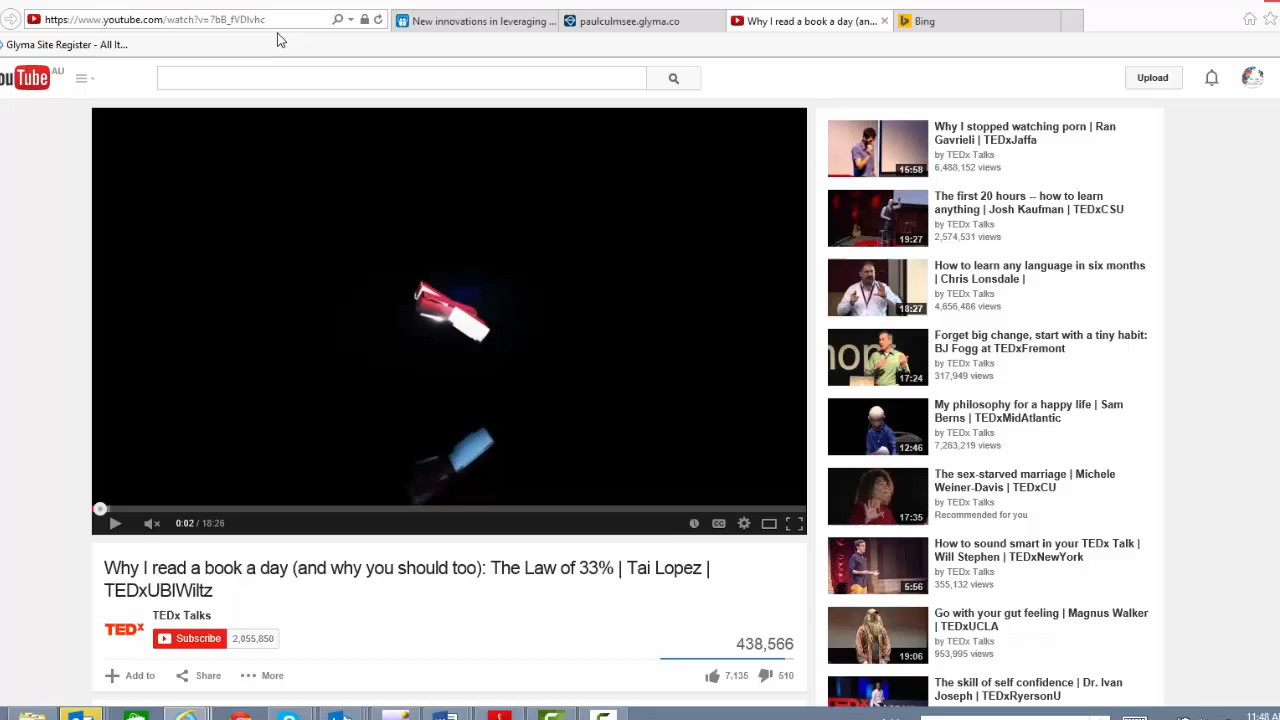 https://www.youtube.com/watch?v=7bB_fVDlvhc
New innovations in leveraging ...
paulculmsee.glyma.co
Why I read a book a day (an...
Bing
Glyma Site Register - All It...
ouTube AU
Upload
15:58
Why I stopped watching porn | Ran
Gavrieli | TEDxJaffa
by TEDx Talks
6,488,152 views
19:27
The first 20 hours -- how to learn
anything | Josh Kaufman | TEDxCSU
by TEDx Talks
2,574,531 views
18:27
How to learn any language in six months
| Chris Lonsdale |
by TEDx Talks
4,656,486 views
17:24
Forget big change, start with a tiny habit:
BJ Fogg at TEDxFremont
by TEDx Talks
317,949 views
12:46
My philosophy for a happy life | Sam
Berns | TEDxMidAtlantic
by TEDx Talks
7,263,219 views
17:35
The sex-starved marriage | Michele
Weiner-Davis | TEDxCU
by TEDx Talks
Recommended for you
5:56
How to sound smart in your TEDx Talk |
Will Stephen | TEDxNewYork
by TEDx Talks
355,132 views
19:06
Go with your gut feeling | Magnus Walker
| TEDxUCLA
by TEDx Talks
953,995 views
The skill of self confidence | Dr. Ivan
Joseph | TEDxRyersonU
0:02 / 18:26
CC
Why I read a book a day (and why you should too): The Law of 33% | Tai Lopez |
TEDxUBIWiltz
TEDx
TEDx Talks
Subscribe 2,055,850
438,566
Add to Share More
7,135 510